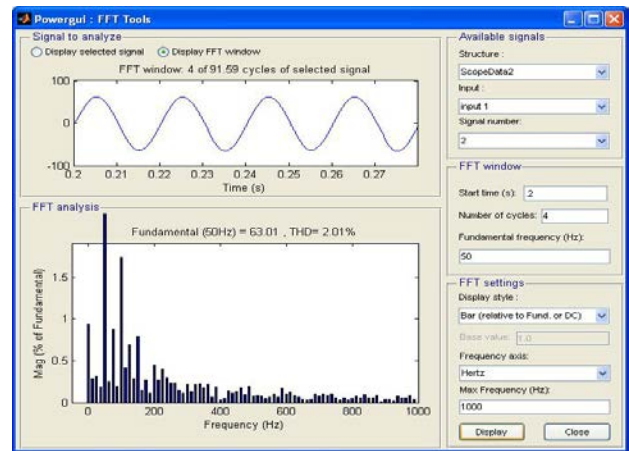 Powergui : FFT Tools
Signal to analyze
Display selected signal
Display FFT window
FFT window: 4 of 91.59 cycles of selected signal
100
0
-100
0.2 0.21 0.22 0.23 0.24 0.25 0.26 0.27
Time (s)
FFT analysis
Fundamental (50Hz) = 63.01 , THD= 2.01%
Mag (% of Fundamental)
1.5
1
0.5
0
0 200 400 600 800 1000
Frequency (Hz)
Available signals
Structure :
ScopeData2
Input :
input 1
Signal number:
2
FFT window
Start time (s): .2
Number of cycles: 4
Fundamental frequency (Hz):
50
FFT settings
Display style :
Bar (relative to Fund. or DC)
Base value: 1.0
Frequency axis:
Hertz
Max Frequency (Hz):
1000
Display
Close